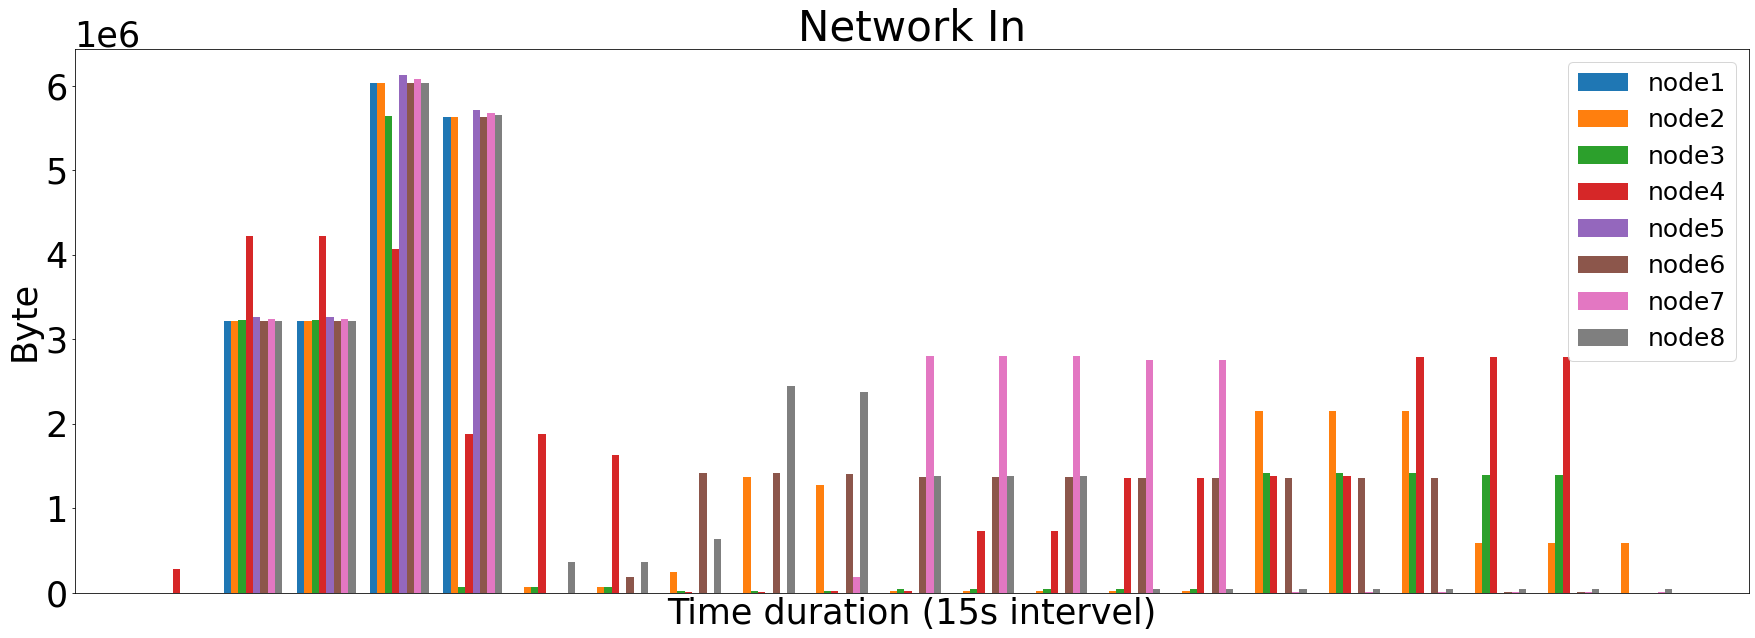 Network In
1e6
6
5
4
3
2
1
0
Byte
Time duration (15s intervel)
node1
node2
node3
node4
node5
node6
node7
node8